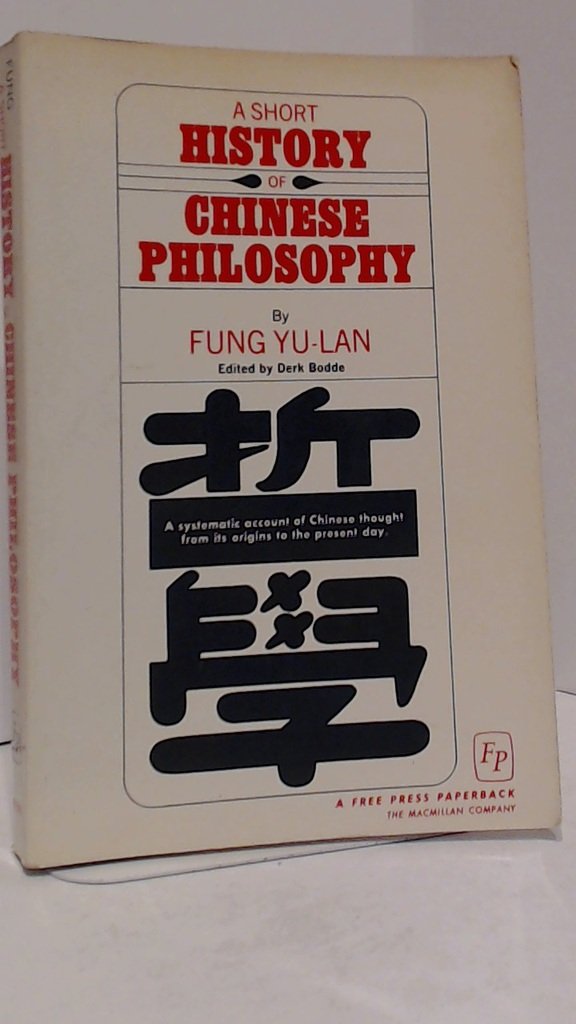 A SHORT
HISTORY
OF
CHINESE
PHILOSOPHY
By
FUNG YU-LAN
Edited by Derk Bodde
哲
A systematic account of Chinese thought
from its origins to the present day.
學
FP
A FREE PRESS PAPERBACK
THE MACMILLAN COMPANY
FUNG
HISTORY
CHINESE PHILOSOPHY